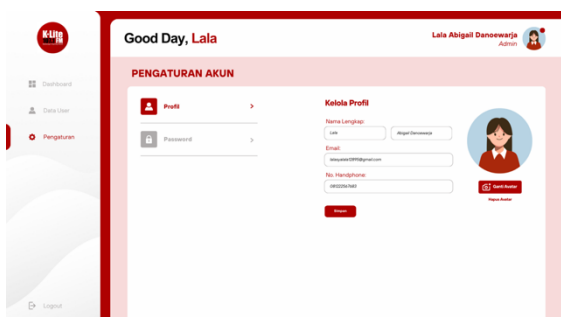 K-Lite
FM
Good Day, Lala
Lala Abigail Danoewarja
Admin
PENGATURAN AKUN
Dashboard
Data User
Pengaturan
Logout
Profil
Password
Kelola Profil
Nama Lengkap:
Lala
Abigail Danoewarja
Email:
No. Handphone:
Simpan
Ganti Avatar
Hapus Avatar